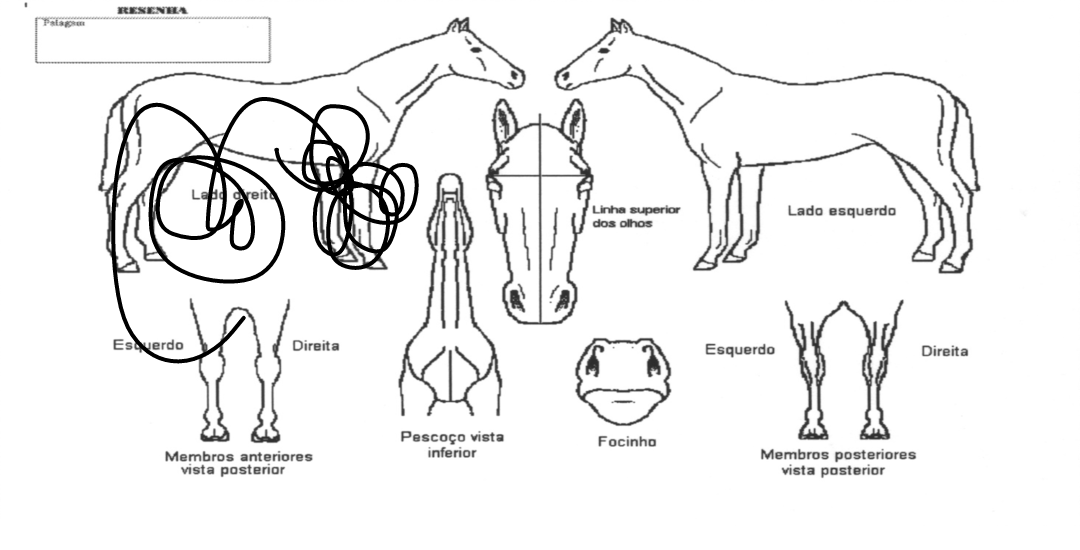 RESENHA
Pelagem
Lado direito
Linha superior
dos olhos
Lado esquerdo
Esquerdo
Direita
Esquerdo
Direita
Pescoço vista
inferior
Focinho
Membros anteriores
vista posterior
Membros posteriores
vista posterior